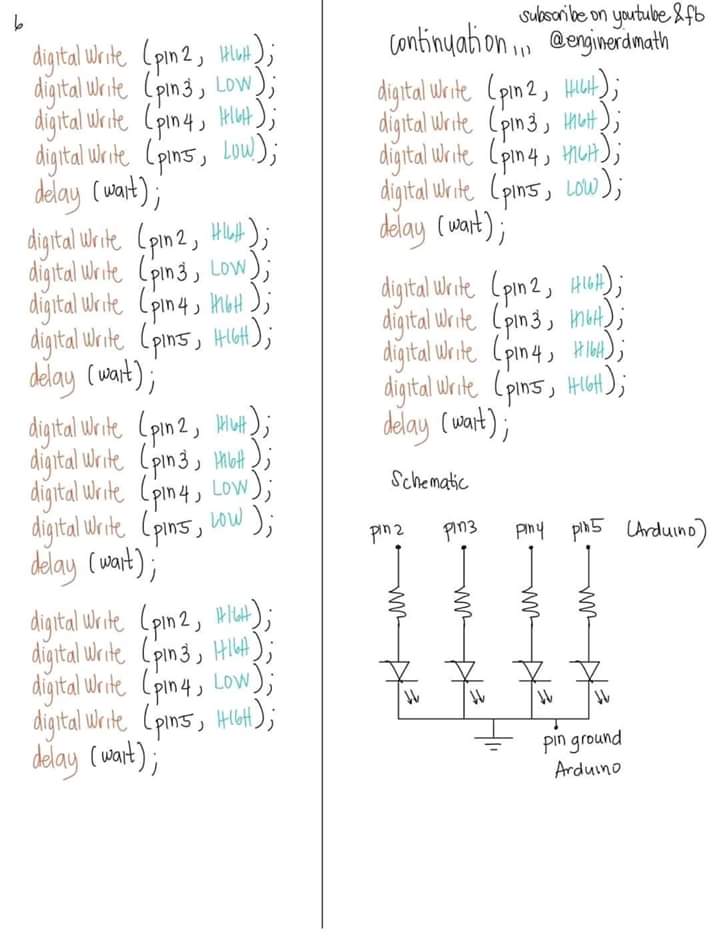 6
digital Write (pin2, HIGH);
digital Write (pin3, LOW);
digital Write (pin4, HIGH);
digital Write (pin5, LOW);
delay (wait);
digital Write (pin2, HIGH);
digital Write (pin3, LOW);
digital Write (pin4, HIGH);
digital Write (pin5, HIGH);
delay (wait);
digital Write (pin2, HIGH);
digital Write (pin3, HIGH);
digital Write (pin4, LOW);
digital Write (pin5, LOW);
delay (wait);
digital Write (pin2, HIGH);
digital Write (pin3, HIGH);
digital Write (pin4, LOW);
digital Write (pin5, HIGH);
delay (wait);
subscribe on youtube & fb
@enginerdmath
continuation,,,
digital Write (pin2, HIGH);
digital Write (pin3, HIGH);
digital Write (pin4, HIGH);
digital Write (pin5, LOW);
delay (wait);
digital Write (pin2, HIGH);
digital Write (pin3, HIGH);
digital Write (pin4, HIGH);
digital Write (pin5, HIGH);
delay (wait);
Schematic
pin2 pin3 pin4 pin5 (Arduino)
pin ground
Arduino